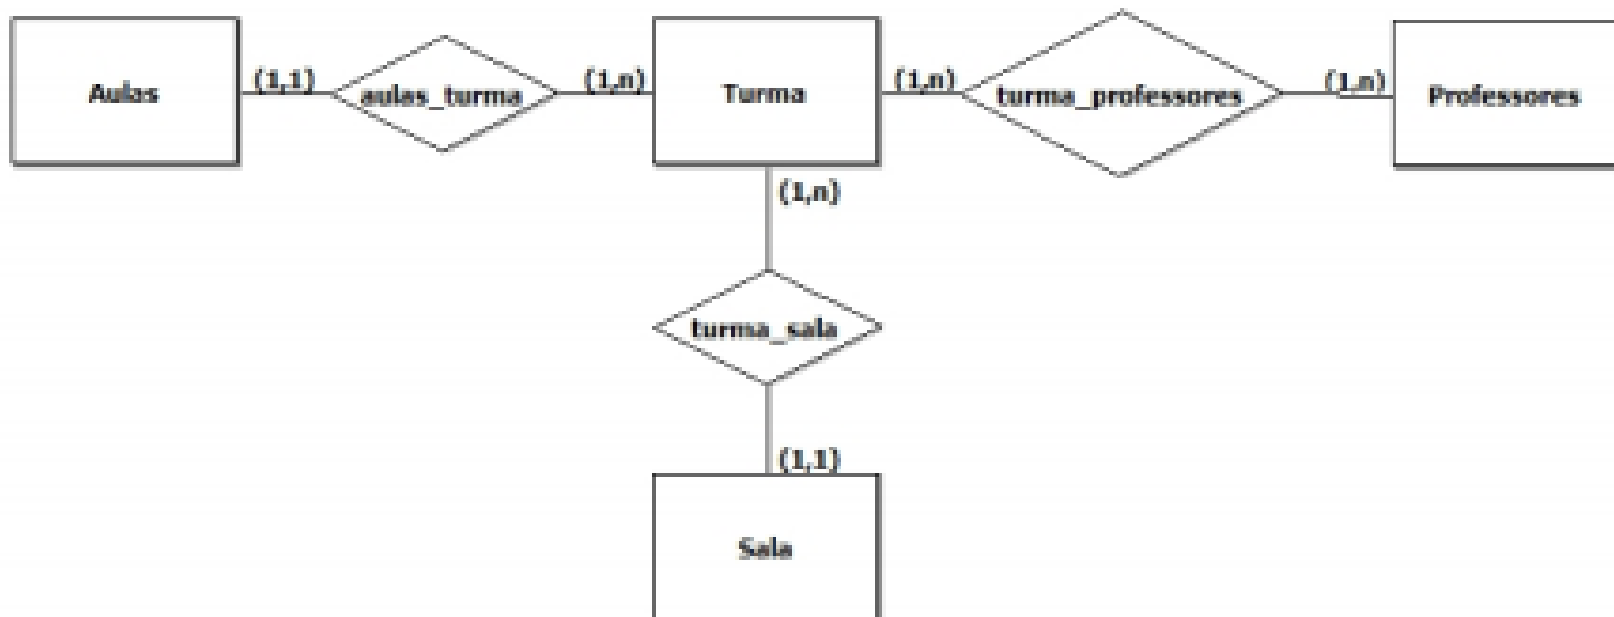 Aulas
(1,1)
aulas_turma
(1,n)
Turma
(1,n)
turma_professores
(1,n)
Professores
(1,n)
turma_sala
(1,1)
Sala